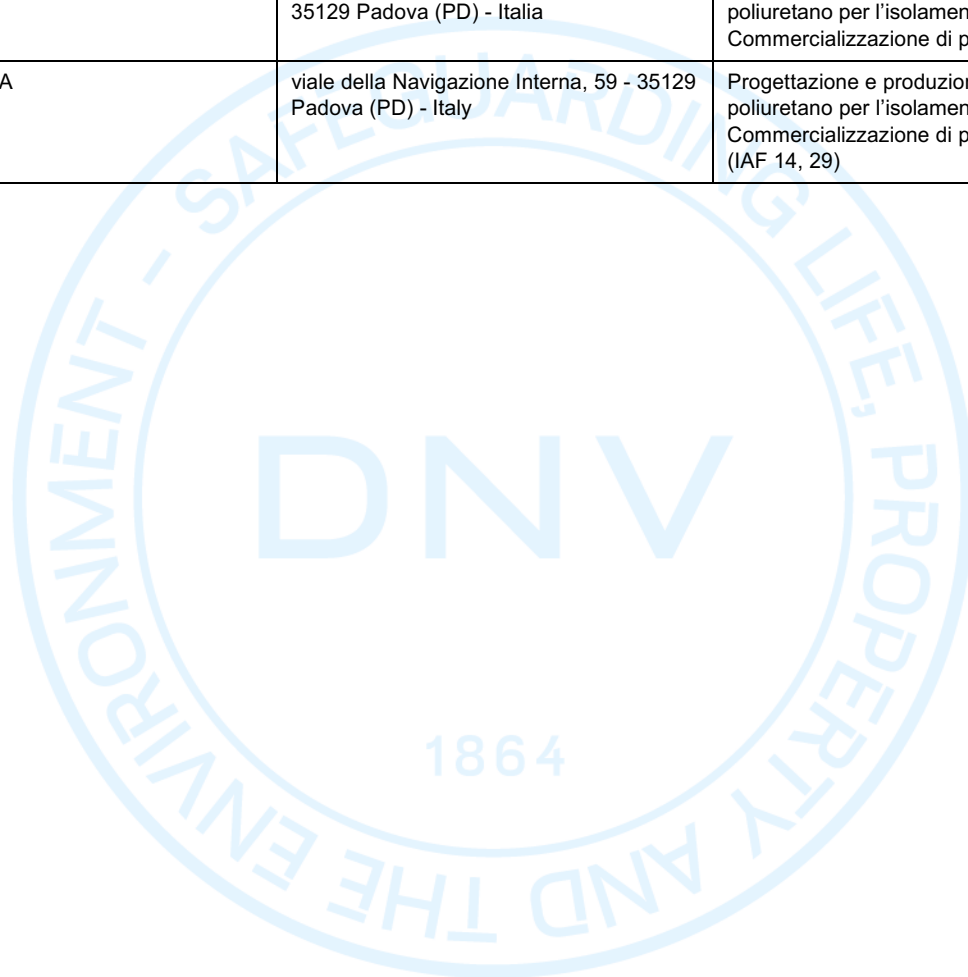 35129 Padova (PD) - Italia
poliuretano per l'isolamen
Commercializzazione di p
A
viale della Navigazione Interna, 59 - 35129
Padova (PD) - Italy
Progettazione e produzion
poliuretano per l'isolamen
Commercializzazione di p
(IAF 14, 29)
SAFEGUARDING LIFE, PROPERTY AND THE ENVIRONMENT -
DNV
1864